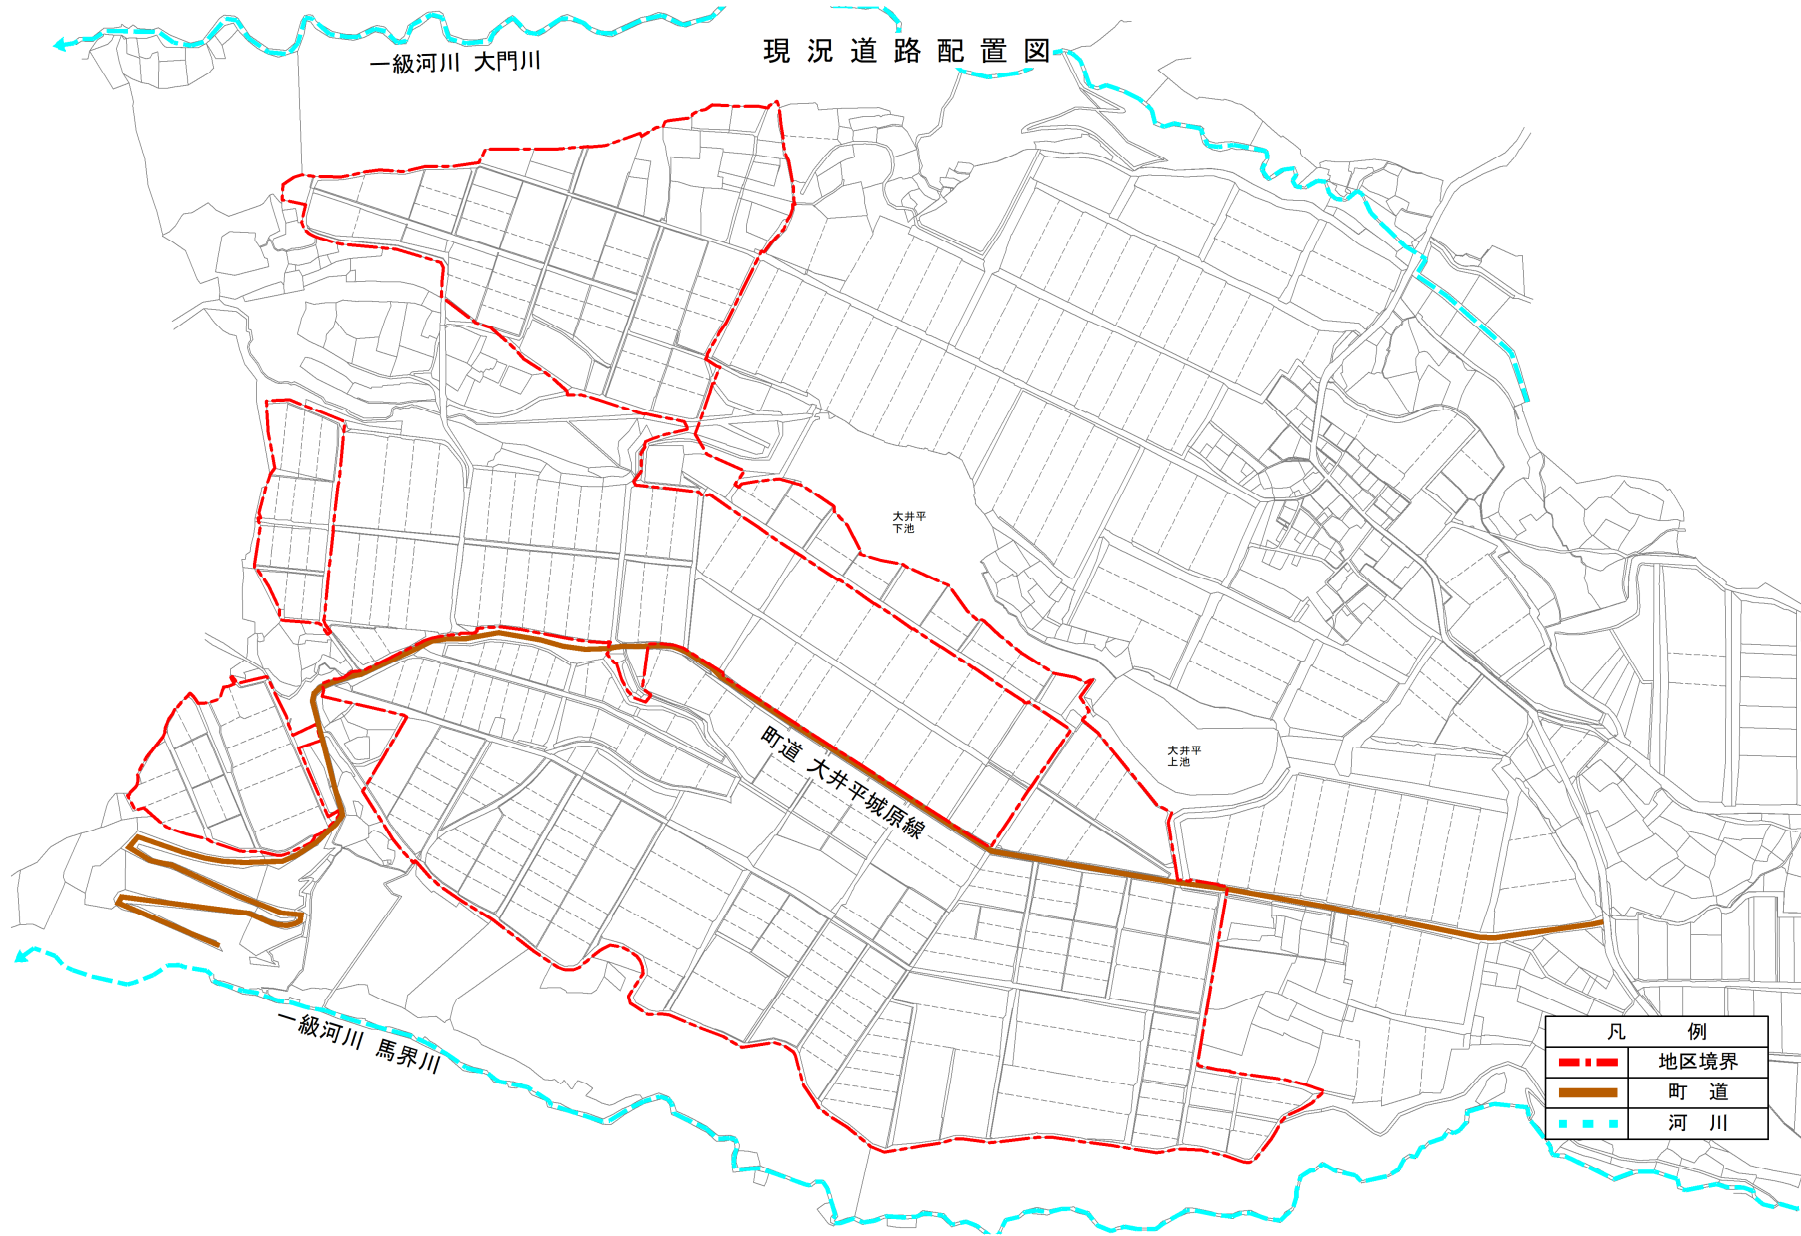 現況道路配置図
一級河川 大門川
大井平
下池
大井平
上池
町道 大井平城原線
一級河川 馬界川
凡 例
地区境界
町 道
河 川